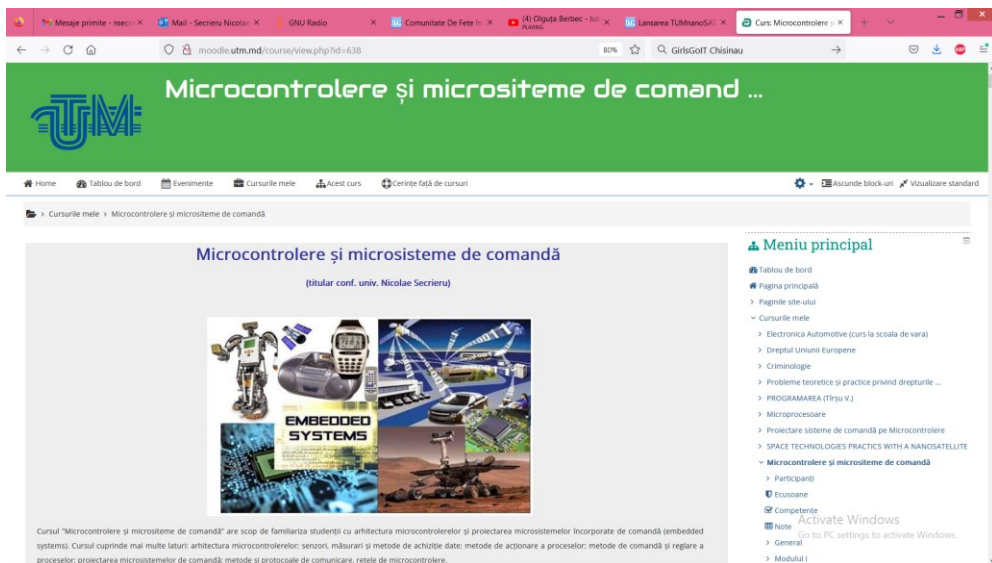 Mesaje primite - nsecri
Mail - Secrieru Nicolae
GNU Radio
Comunitate De Fete În
(4) Olguța Berbec - Iub
PLAYING
Lansarea TUMnanoSAT
Curs: Microcontrolere ș
moodle.utm.md/course/view.php?id=638
80%
GirlsGoIT Chisinau
UTM
Microcontrolere și micrositeme de comand ...
Home
Tablou de bord
Evenimente
Cursurile mele
Acest curs
Cerințe față de cursuri
Ascunde block-uri
Vizualizare standard
> Cursurile mele > Microcontrolere și micrositeme de comandă
Microcontrolere și microsisteme de comandă
(titular conf. univ. Nicolae Secrieru)
EMBEDDED
SYSTEMS
Cursul "Microcontrolere și micrositeme de comandă" are scop de familiariza studenții cu arhitectura microcontrolerelor și proiectarea microsistemelor încorporate de comandă (embedded
systems). Cursul cuprinde mai multe laturi: arhitectura microcontrolerelor; senzori, măsurari și metode de achiziție date; metode de acționare a proceselor; metode de comandă și reglare a
proceselor; proiectarea microsistemelor de comandă; metode și protocoale de comunicare, rețele de microcontrolere.
Meniu principal
Tablou de bord
Pagina principală
> Paginile site-ului
Cursurile mele
> Electronica Automotive (curs la scoala de vara)
> Dreptul Uniunii Europene
> Criminologie
> Probleme teoretice și practice privind drepturile ...
> PROGRAMAREA (Tîrșu V.)
> Microprocesoare
> Proiectare sisteme de comandă pe Microcontrolere
> SPACE TECHNOLOGIES PRACTICS WITH A NANOSATELLITE
Microcontrolere și micrositeme de comandă
> Participanți
Ecusoane
Competențe
Note
> General
> Modulul I
Activate Windows
Go to PC settings to activate Windows.